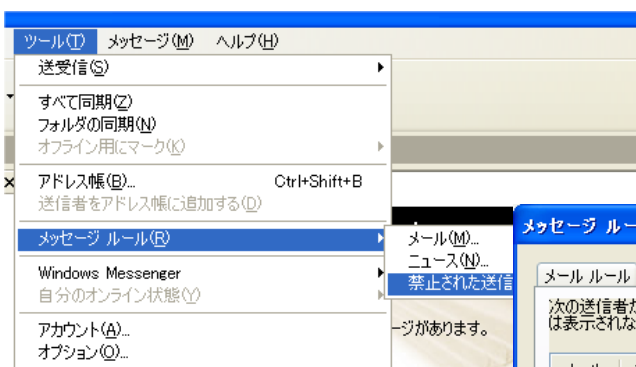 ツール(T) メッセージ(M) ヘルプ(H)
送受信(S)
すべて同期(Z)
フォルダの同期(N)
オフライン用にマーク(K)
アドレス帳(B)... Ctrl+Shift+B
送信者をアドレス帳に追加する(D)
メッセージ ルール(R)
Windows Messenger
自分のオンライン状態(Y)
アカウント(A)...
オプション(O)...
メール(M)...
ニュース(N)...
禁止された送信
ージがあります。
メッセージ ルー
メール ルール
次の送信者か
は表示されな